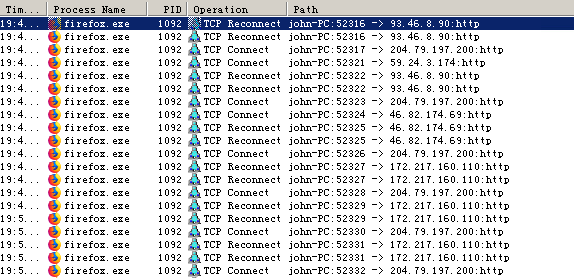 Tim... Process Name PID Operation Path
19:4... firefox.exe 1092 TCP Reconnect john-PC:52316 -> 93.46.8.90:http
19:4... firefox.exe 1092 TCP Reconnect john-PC:52316 -> 93.46.8.90:http
19:4... firefox.exe 1092 TCP Connect john-PC:52317 -> 204.79.197.200:http
19:4... firefox.exe 1092 TCP Connect john-PC:52321 -> 59.24.3.174:http
19:4... firefox.exe 1092 TCP Reconnect john-PC:52322 -> 93.46.8.90:http
19:4... firefox.exe 1092 TCP Reconnect john-PC:52322 -> 93.46.8.90:http
19:4... firefox.exe 1092 TCP Connect john-PC:52323 -> 204.79.197.200:http
19:4... firefox.exe 1092 TCP Connect john-PC:52324 -> 46.82.174.69:http
19:4... firefox.exe 1092 TCP Reconnect john-PC:52325 -> 46.82.174.69:http
19:4... firefox.exe 1092 TCP Reconnect john-PC:52325 -> 46.82.174.69:http
19:4... firefox.exe 1092 TCP Connect john-PC:52326 -> 204.79.197.200:http
19:4... firefox.exe 1092 TCP Reconnect john-PC:52327 -> 172.217.160.110:http
19:4... firefox.exe 1092 TCP Reconnect john-PC:52327 -> 172.217.160.110:http
19:4... firefox.exe 1092 TCP Connect john-PC:52328 -> 204.79.197.200:http
19:4... firefox.exe 1092 TCP Reconnect john-PC:52329 -> 172.217.160.110:http
19:5... firefox.exe 1092 TCP Reconnect john-PC:52329 -> 172.217.160.110:http
19:5... firefox.exe 1092 TCP Connect john-PC:52330 -> 204.79.197.200:http
19:5... firefox.exe 1092 TCP Reconnect john-PC:52331 -> 172.217.160.110:http
19:5... firefox.exe 1092 TCP Reconnect john-PC:52331 -> 172.217.160.110:http
19:5... firefox.exe 1092 TCP Connect john-PC:52332 -> 204.79.197.200:http